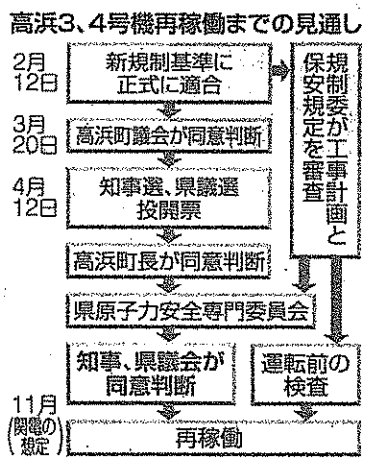 高浜3、4号機再稼働までの見通し
2月
12日
新規制基準に
正式に適合
規制委が工事計画と
保安規定を審査
3月
20日
高浜町議会が同意判断
4月
12日
知事選、県議選
投開票
高浜町長が同意判断
県原子力安全専門委員会
知事、県議会が
同意判断
運転前の
検査
11月
(関電の
想定)
再稼働